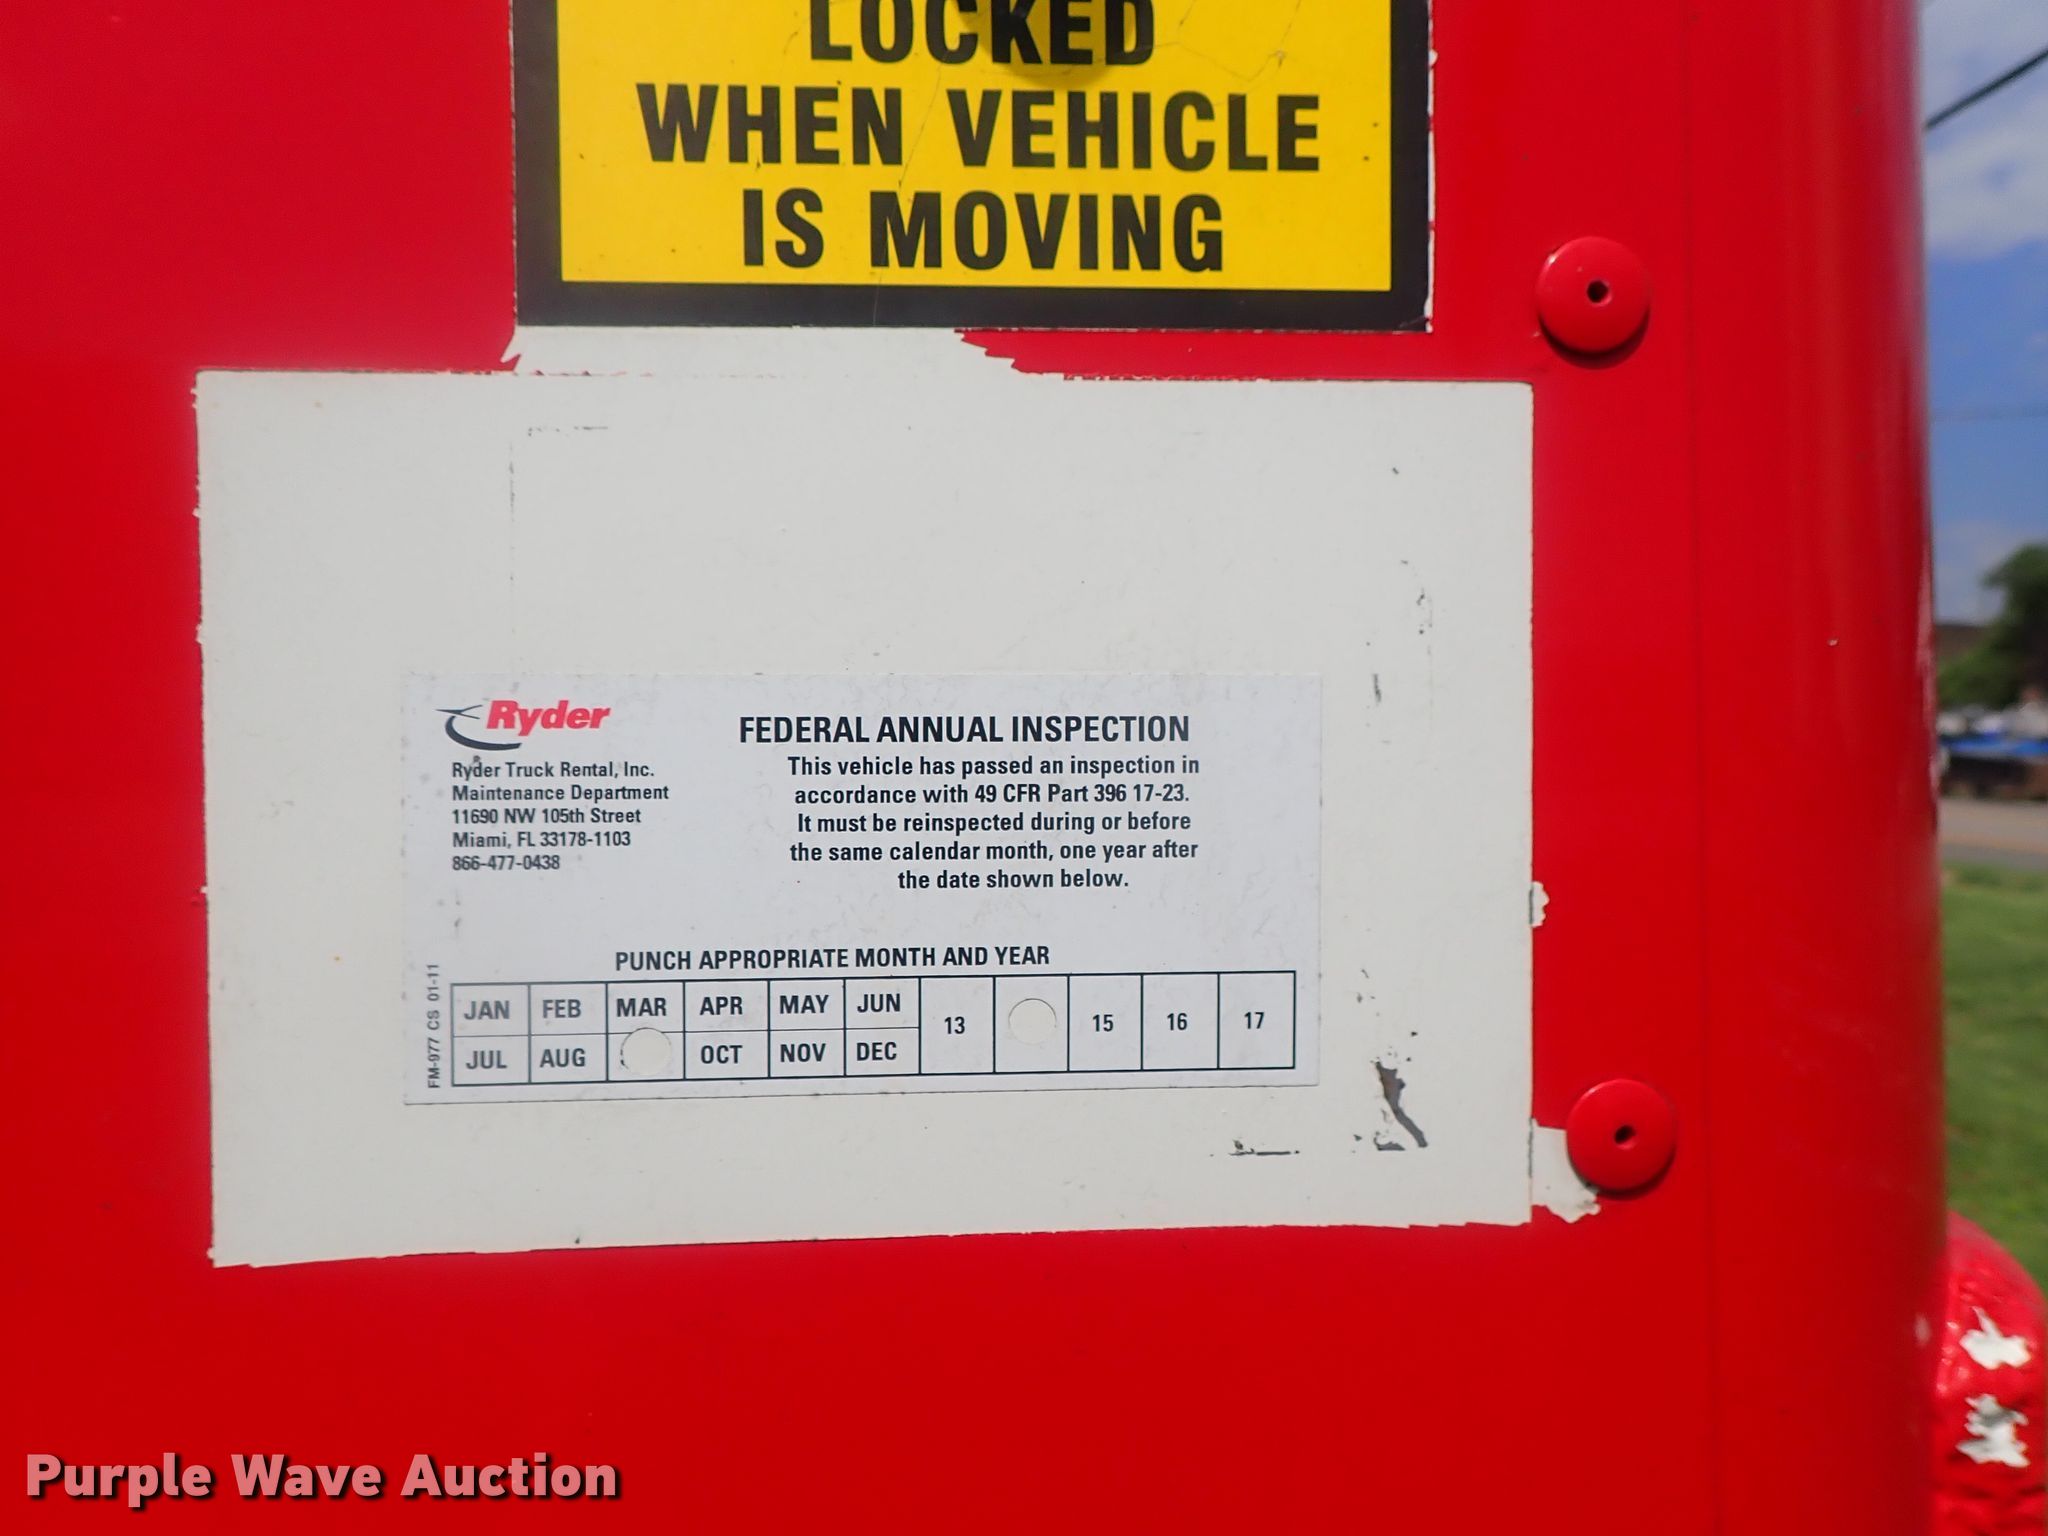 LOCKED
WHEN VEHICLE
IS MOVING
Ryder
Ryder Truck Rental, Inc.
Maintenance Department
11690 NW 105th Street
Miami, FL 33178-1103
866-477-0438
FEDERAL ANNUAL INSPECTION
This vehicle has passed an inspection in
accordance with 49 CFR Part 396 17-23.
It must be reinspected during or before
the same calendar month, one year after
the date shown below.
PUNCH APPROPRIATE MONTH AND YEAR
FM-977 CS 01-11
JAN FEB MAR APR MAY JUN 13 15 16 17
JUL AUG OCT NOV DEC
Purple Wave Auction